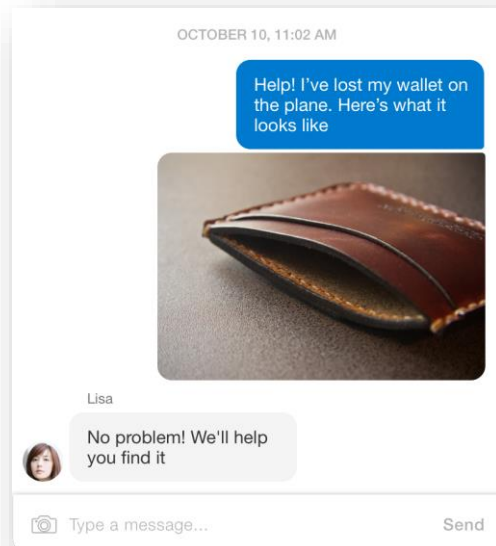 OCTOBER 10, 11:02 AM
Help! I’ve lost my wallet on
the plane. Here’s what it
looks like
Lisa
No problem! We'll help
you find it
Type a message...
Send